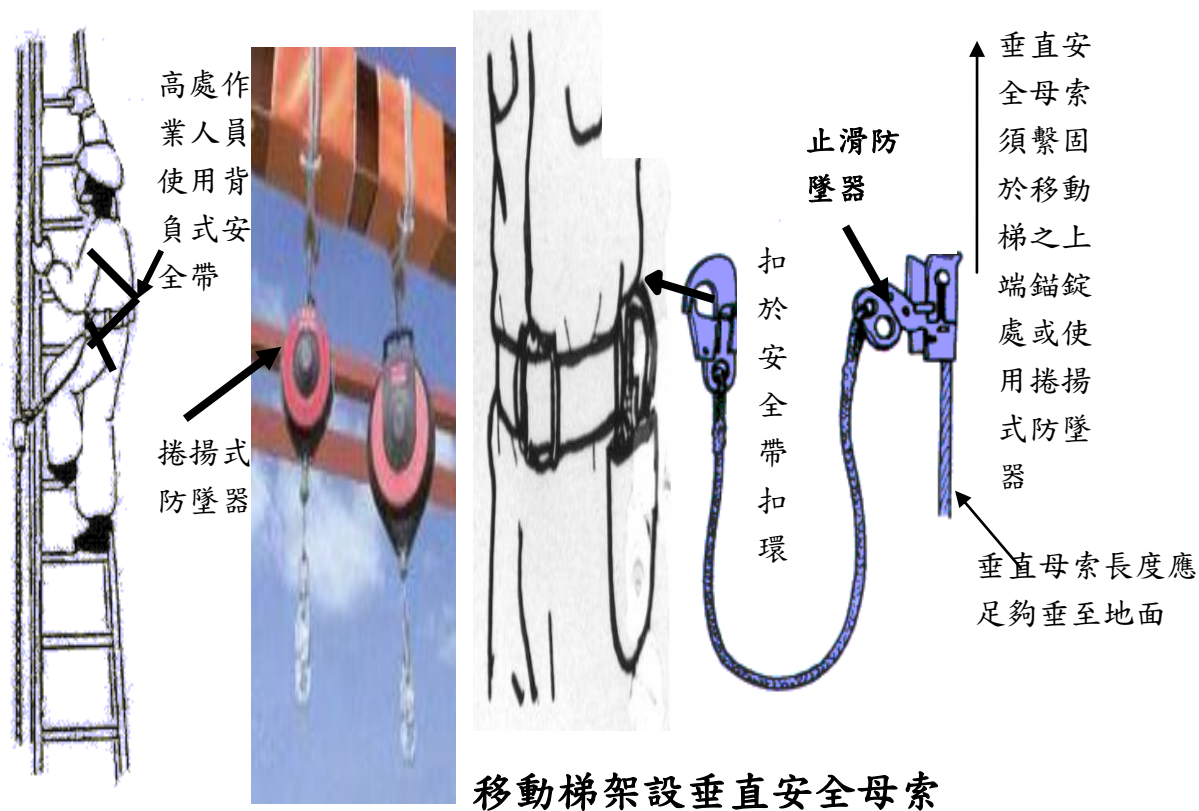 高處作
業人員
使用背
負式安
全帶
捲揚式
防墜器
扣
於
安
全
帶
扣
環
止滑防
墜器
垂直安
全母索
須繫固
於移動
梯之上
端錨錠
處或使
用捲揚
式防墜
器
垂直母索長度應
足夠垂至地面
移動梯架設垂直安全母索